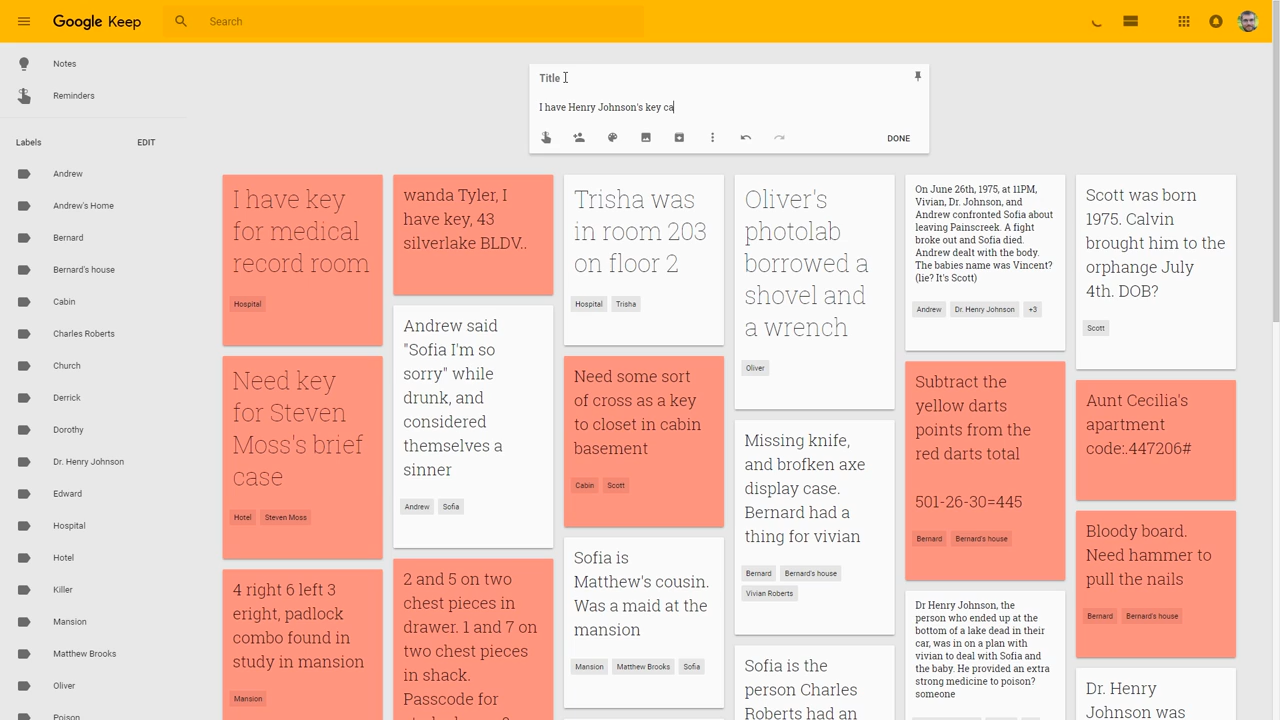 Google Keep
Search
Notes
Reminders
Labels
EDIT
Andrew
Andrew's Home
Bernard
Bernard's house
Cabin
Charles Roberts
Church
Derrick
Dorothy
Dr. Henry Johnson
Edward
Hospital
Hotel
Killer
Mansion
Matthew Brooks
Oliver
Poison
Title
I have Henry Johnson's key ca
DONE
I have key
for medical
record room
Hospital
Need key
for Steven
Moss's brief
case
Hotel Steven Moss
4 right 6 left 3
eright, padlock
combo found in
study in mansion
Mansion
wanda Tyler, I
have key, 43
silverlake BLDV..
Andrew said
"Sofia I'm so
sorry" while
drunk, and
considered
themselves a
sinner
Andrew Sofia
2 and 5 on two
chest pieces in
drawer. 1 and 7 on
two chest pieces
in shack.
Passcode for
Trisha was
in room 203
on floor 2
Hospital Trisha
Need some sort
of cross as a key
to closet in cabin
basement
Cabin Scott
Sofia is
Matthew's cousin.
Was a maid at the
mansion
Mansion Matthew Brooks Sofia
Oliver's
photolab
borrowed a
shovel and
a wrench
Oliver
Missing knife,
and brofken axe
display case.
Bernard had a
thing for vivian
Bernard Bernard's house
Vivian Roberts
Sofia is the
person Charles
Roberts had an
On June 26th, 1975, at 11PM,
Vivian, Dr. Johnson, and
Andrew confronted Sofia about
leaving Painscreek. A fight
broke out and Sofia died.
Andrew dealt with the body.
The babies name was Vincent?
(lie? It's Scott)
Andrew Dr. Henry Johnson +3
Subtract the
yellow darts
points from the
red darts total
501-26-30=445
Bernard Bernard's house
Dr Henry Johnson, the
person who ended up at the
bottom of a lake dead in their
car, was in on a plan with
vivian to deal with Sofia and
the baby. He provided an extra
strong medicine to poison?
someone
Scott was born
1975. Calvin
brought him to the
orphange July
4th. DOB?
Scott
Aunt Cecilia's
apartment
code:.447206#
Bloody board.
Need hammer to
pull the nails
Bernard Bernard's house
Dr. Henry
Johnson was